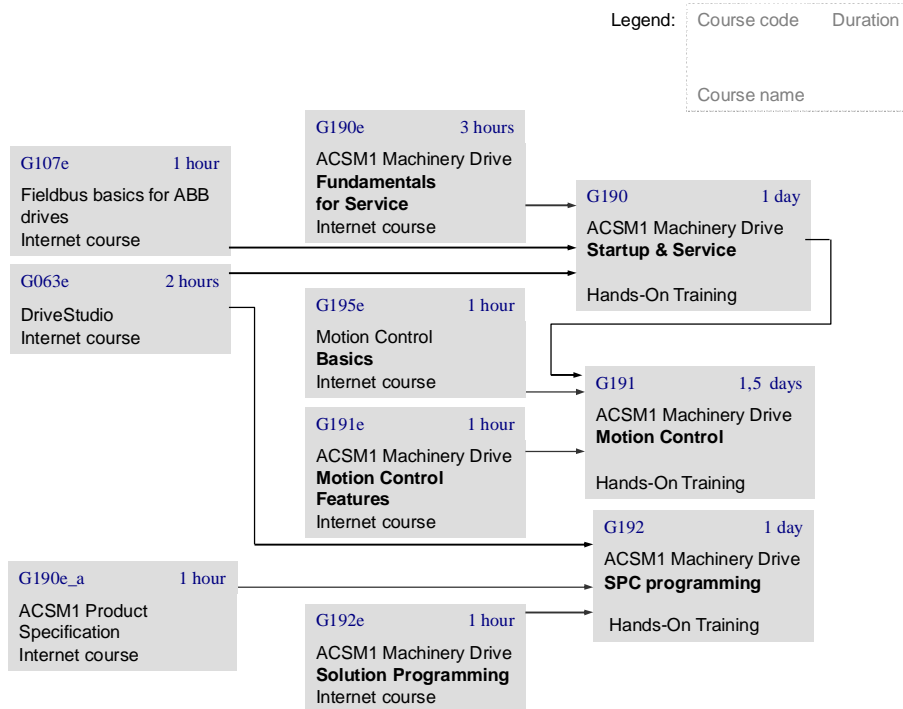 Legend:
Course code Duration
Course name
G107e 1 hour
Fieldbus basics for ABB
drives
Internet course
G063e 2 hours
DriveStudio
Internet course
G190e_a 1 hour
ACSM1 Product
Specification
Internet course
G190e 3 hours
ACSM1 Machinery Drive
Fundamentals
for Service
Internet course
G195e 1 hour
Motion Control
Basics
Internet course
G191e 1 hour
ACSM1 Machinery Drive
Motion Control
Features
Internet course
G192e 1 hour
ACSM1 Machinery Drive
Solution Programming
Internet course
G190 1 day
ACSM1 Machinery Drive
Startup & Service
Hands-On Training
G191 1,5 days
ACSM1 Machinery Drive
Motion Control
Hands-On Training
G192 1 day
ACSM1 Machinery Drive
SPC programming
Hands-On Training